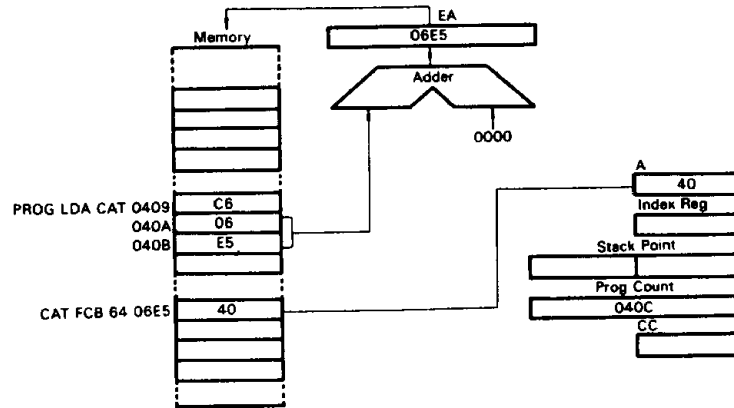 EA
Memory
06E5
Adder
0000
A
40
Index Reg
Stack Point
Prog Count
040C
CC
PROG LDA CAT 0409 C6
040A 06
040B E5
CAT FCB 64 06E5 40